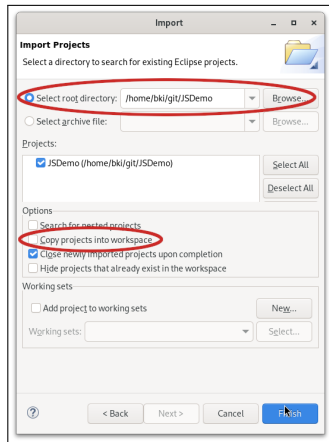 Import
Import Projects
Select a directory to search for existing Eclipse projects.
Select root directory: /home/bki/git/JSDemo Browse...
Select archive file: Browse...
Projects:
JSDemo (/home/bki/git/JSDemo) Select All
Deselect All
Options
Search for nested projects
Copy projects into workspace
Close newly imported projects upon completion
Hide projects that already exist in the workspace
Working sets
Add project to working sets New...
Working sets: Select...
? < Back Next > Cancel Finish